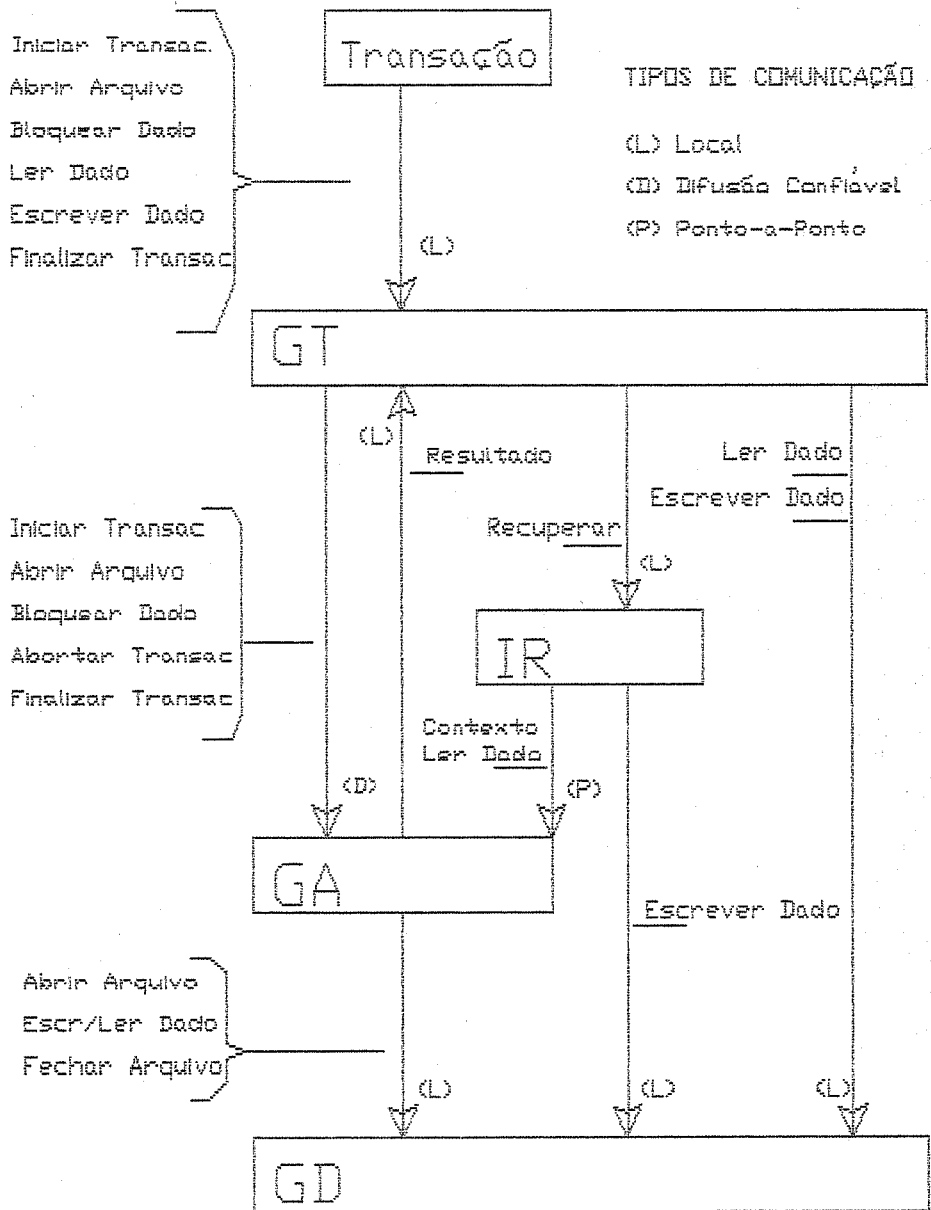 Transação
Iniciar Transac.
Abrir Arquivo
Bloquear Dado
Ler Dado
Escrever Dado
Finalizar Transac
TIPOS DE COMUNICAÇÃO
(L) Local
(D) Difusão Confiável
(P) Ponto-a-Ponto
(L)
GT
(L)
Resultado
Ler Dado
Escrever Dado
Recuperar
(L)
Iniciar Transac
Abrir Arquivo
Bloquear Dado
Abortar Transac
Finalizar Transac
IR
Contexto
Ler Dado
(D)
(P)
GA
Escrever Dado
Abrir Arquivo
Escr/Ler Dado
Fechar Arquivo
(L)
(L)
(L)
GD